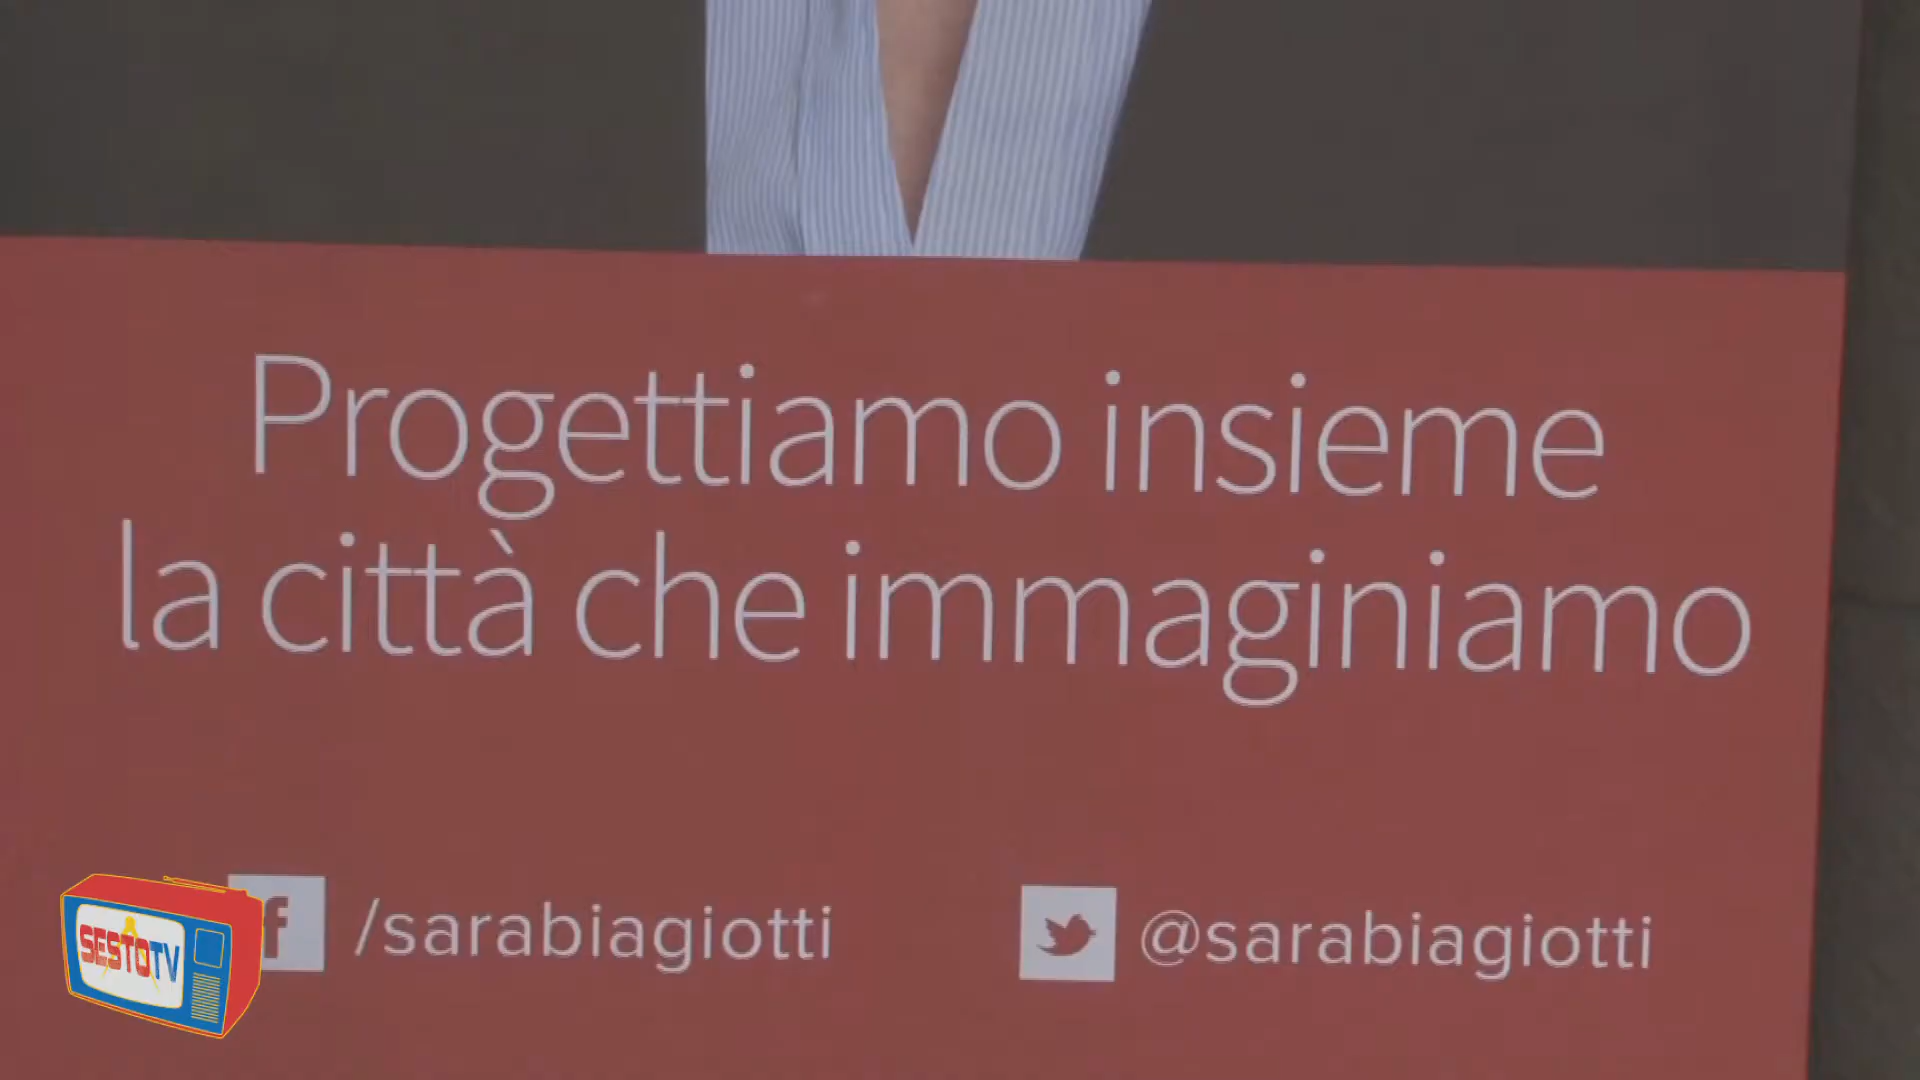 Progettiamo insieme
la città che immaginiamo
f /sarabiagiotti @sarabiagiotti
SESTOTV